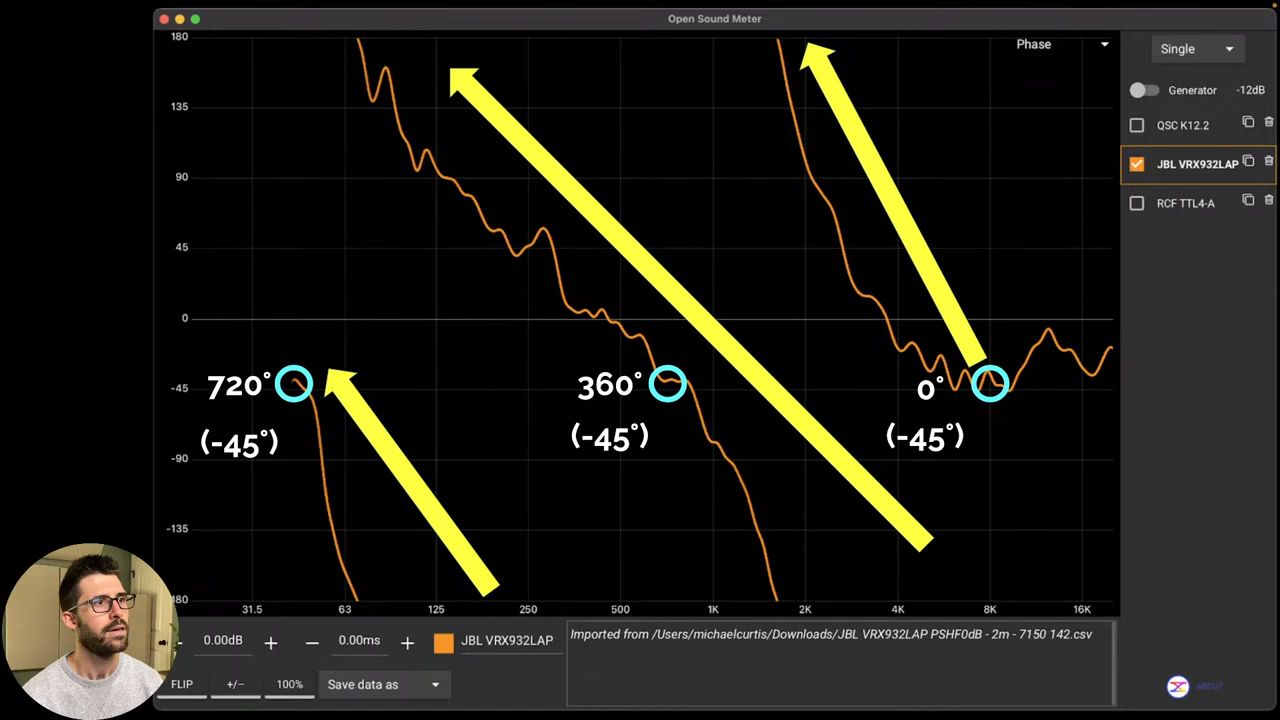 Open Sound Meter
180
135
90
45
0
-45
-90
-135
80
31.5 63 125 250 500 1K 2K 4K 8K 16K
Phase
720°
(-45°)
360°
(-45°)
0°
(-45°)
Single
Generator -12dB
QSC K12.2
JBL VRX932LAP
RCF TTL4-A
- 0.00dB + - 0.00ms + JBL VRX932LAP
FLIP +/- 100% Save data as
Imported from /Users/michaelcurtis/Downloads/JBL VRX932LAP PSHF0dB - 2m - 7150 142.csv
ABOUT